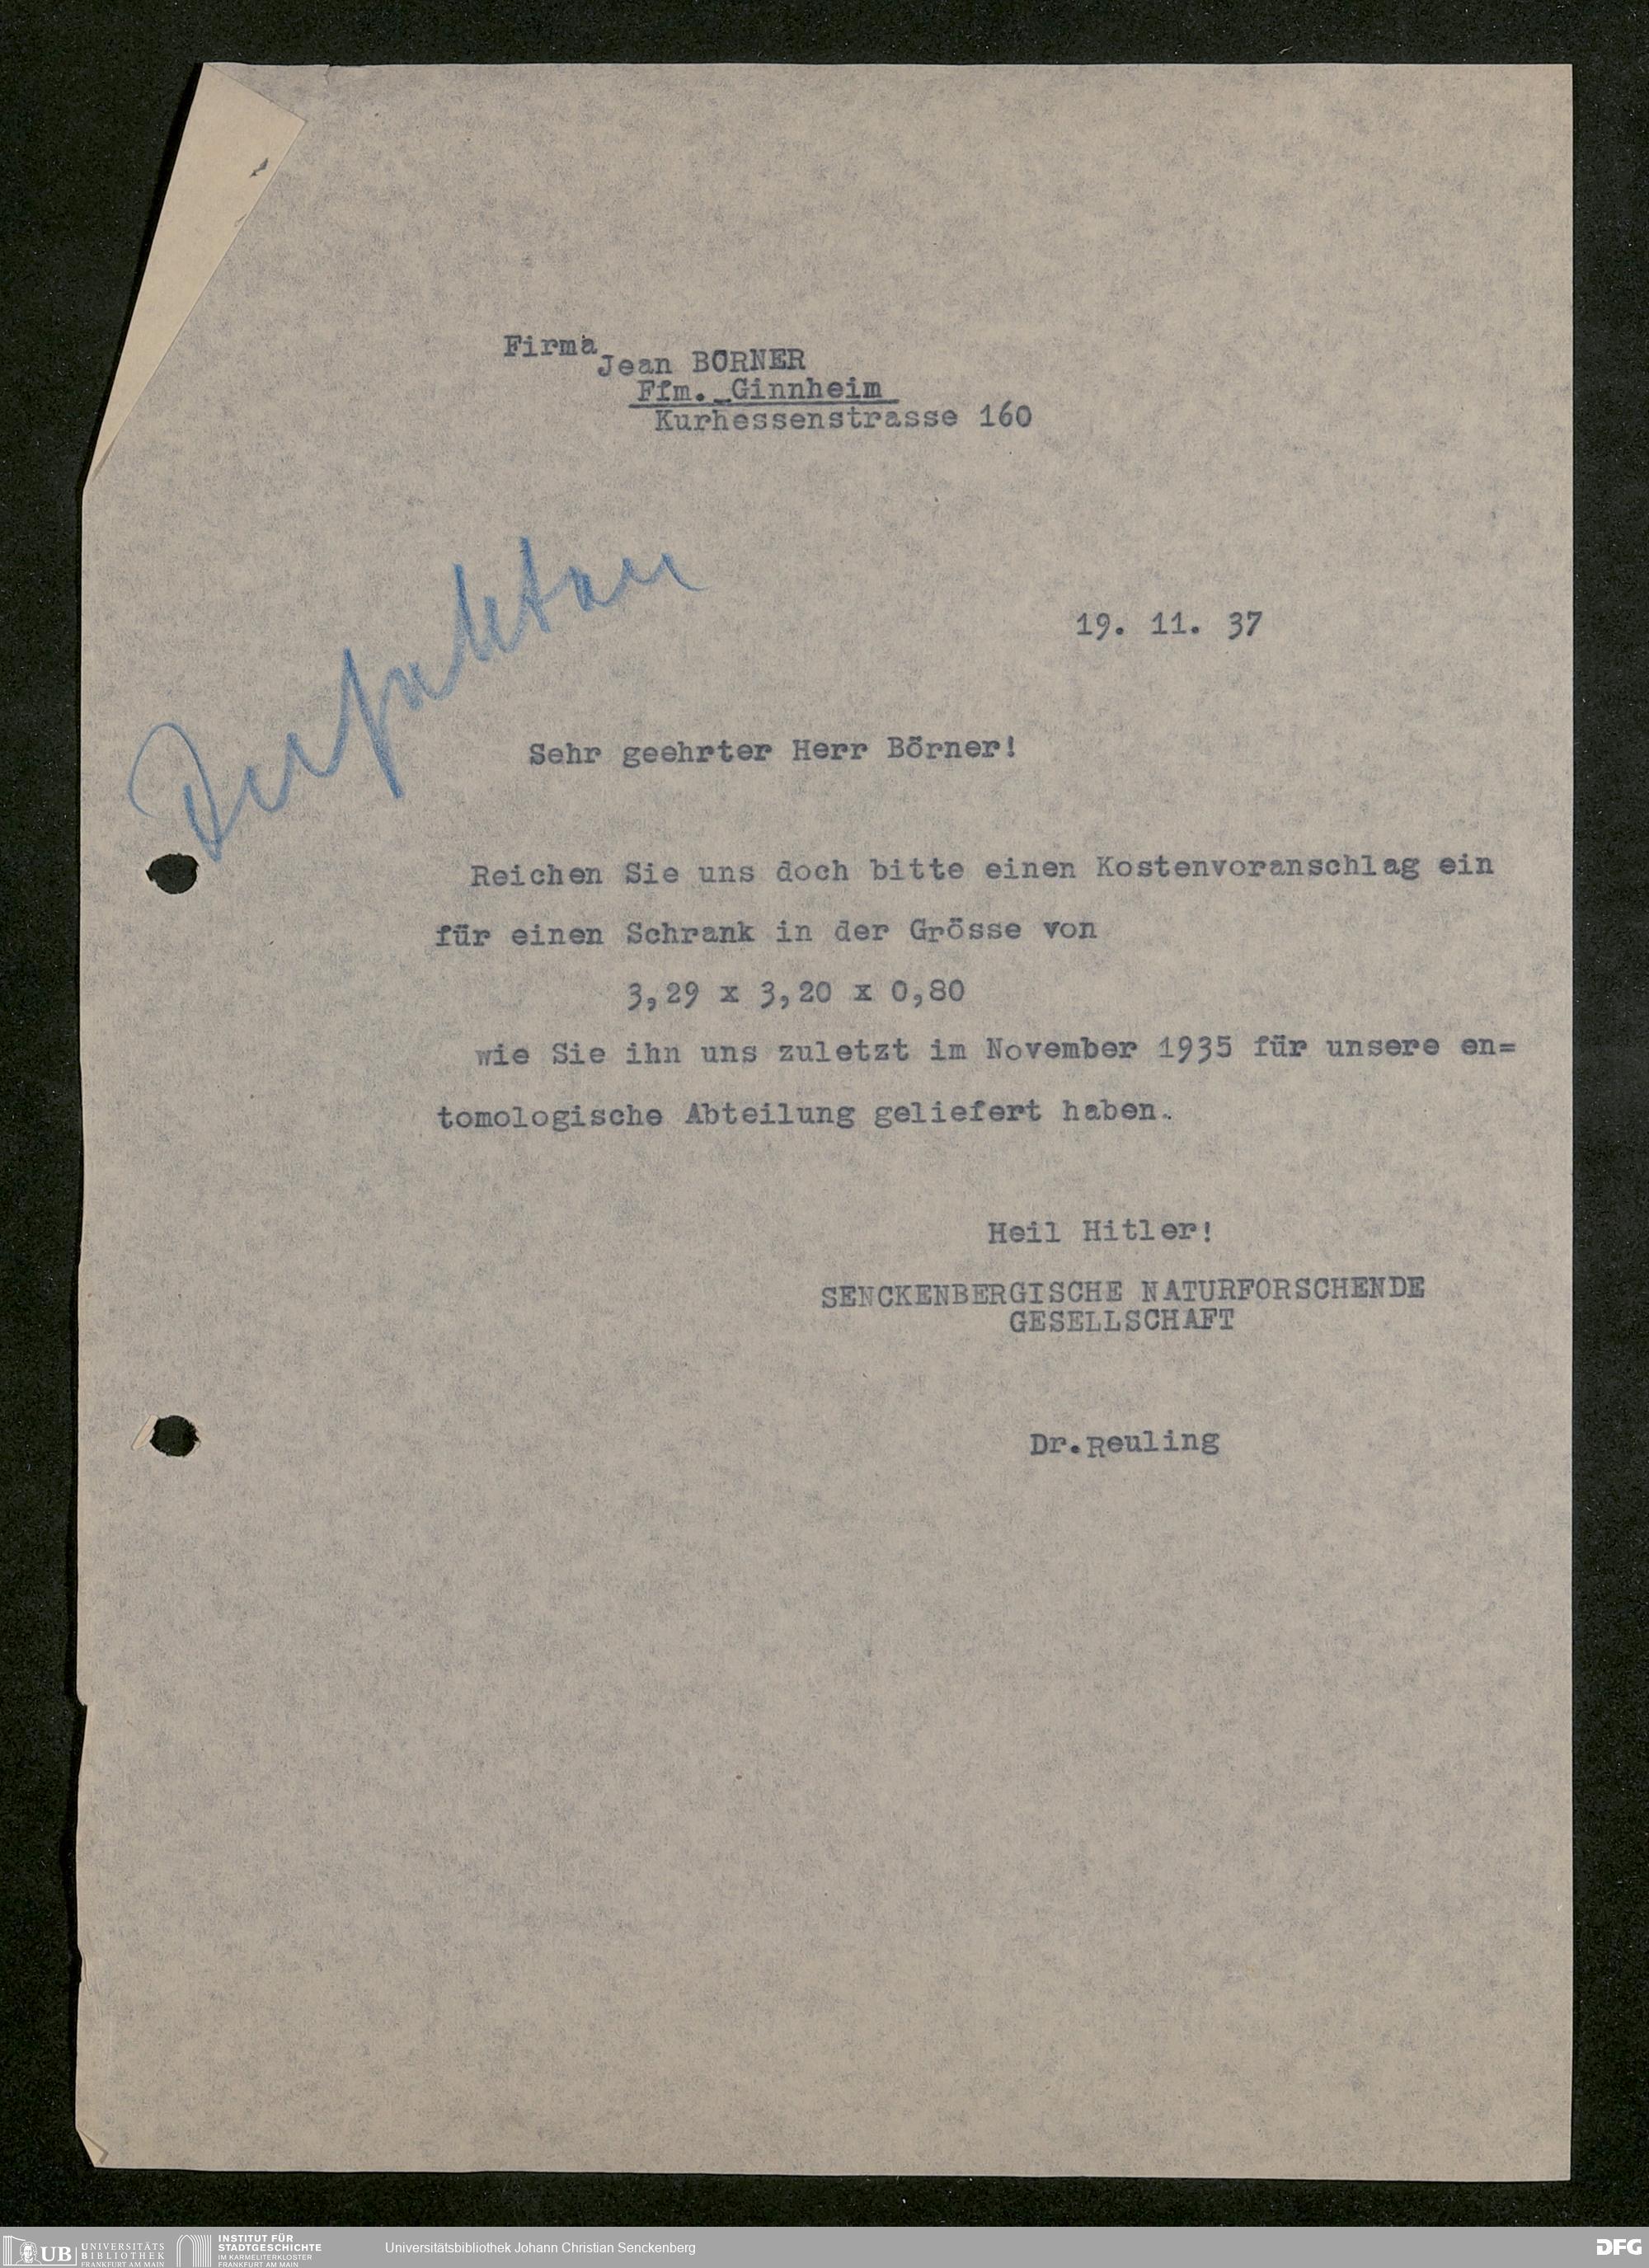 Firma
Jean BORNER
Ffm. Ginnheim
Kurhessenstrasse 160
19. 11. 37
Sehr geehrter Herr Börner!
Reichen Sie uns doch bitte einen Kostenvoranschlag ein
für einen Schrank in der Grösse von
3,29 x 3,20 x 0,80
wie Sie ihn uns zuletzt im November 1935 für unsere en=
tomologische Abteilung geliefert haben.
Heil Hitler!
SENCKENBERGISCHE NATURFORSCHENDE
GESELLSCHAFT
Dr.Reuling
UB UNIVERSITÄTS
BIBLIOTHEK
FRANKFURT AM MAIN
INSTITUT FÜR
STADTGESCHICHTE
IM KARMELITERKLOSTER
FRANKFURT AM MAIN
Universitätsbibliothek Johann Christian Senckenberg
DFG